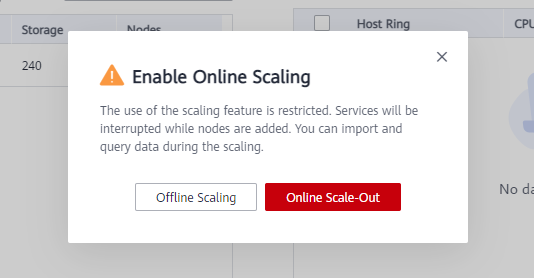 Storage Nodes Host Ring CPU
240
Enable Online Scaling
The use of the scaling feature is restricted. Services will be
interrupted while nodes are added. You can import and
query data during the scaling.
No da
Offline Scaling Online Scale-Out